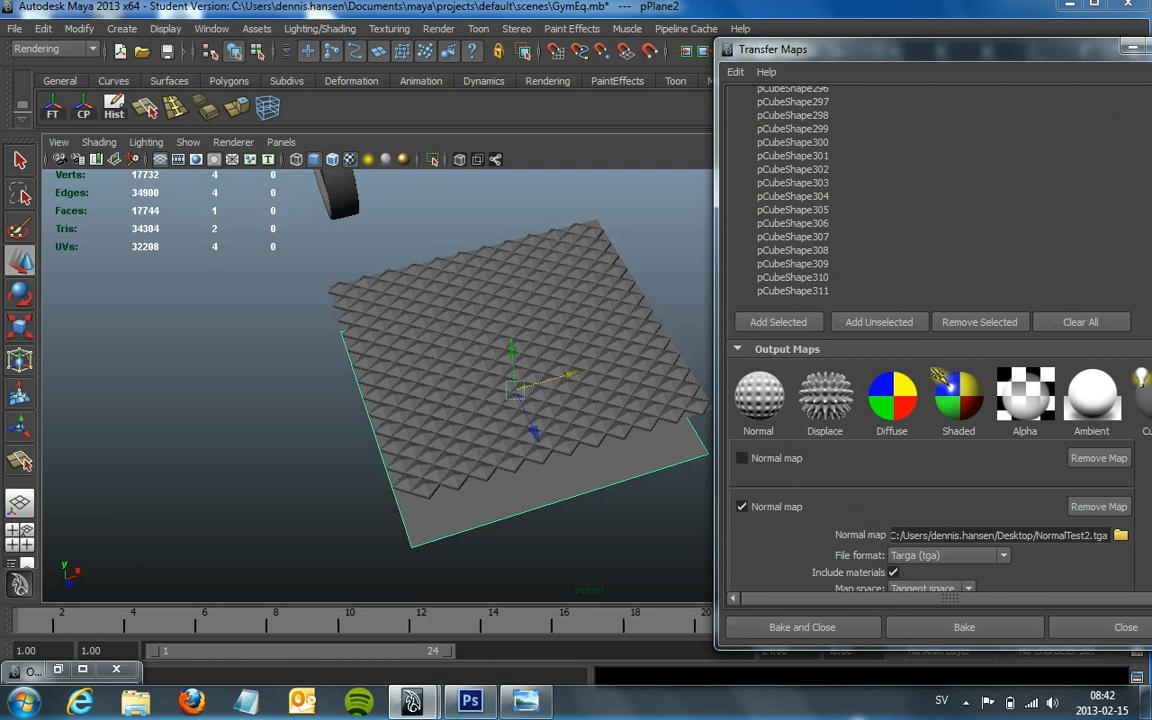 Autodesk Maya 2013 x64 - Student Version: C:\Users\dennis.hansen\Documents\maya\projects\default\scenes\GymEq.mb* --- pPlane2
File Edit Modify Create Display Window Assets Lighting/Shading Texturing Render Toon Stereo Paint Effects Muscle Pipeline Cache
Rendering
General Curves Surfaces Polygons Subdivs Deformation Animation Dynamics Rendering PaintEffects Toon
FT CP Hist
View Shading Lighting Show Renderer Panels
Verts: 17732 4 0
Edges: 34900 4 0
Faces: 17744 1 0
Tris: 34304 2 0
UVs: 32208 4 0
y
x
z
persp
Transfer Maps
Edit Help
pCubeShape296
pCubeShape297
pCubeShape298
pCubeShape299
pCubeShape300
pCubeShape301
pCubeShape302
pCubeShape303
pCubeShape304
pCubeShape305
pCubeShape306
pCubeShape307
pCubeShape308
pCubeShape309
pCubeShape310
pCubeShape311
Add Selected Add Unselected Remove Selected Clear All
Output Maps
Normal Displace Diffuse Shaded Alpha Ambient
Normal map Remove Map
Normal map Remove Map
Normal map C:/Users/dennis.hansen/Desktop/NormalTest2.tga
File format: Targa (tga)
Include materials
Map space: Tangent space
Bake and Close Bake Close
2 4 6 8 10 12 14 16 18
1.00 1.00 1 24
O...
Ps
SV 08:42
2013-02-15